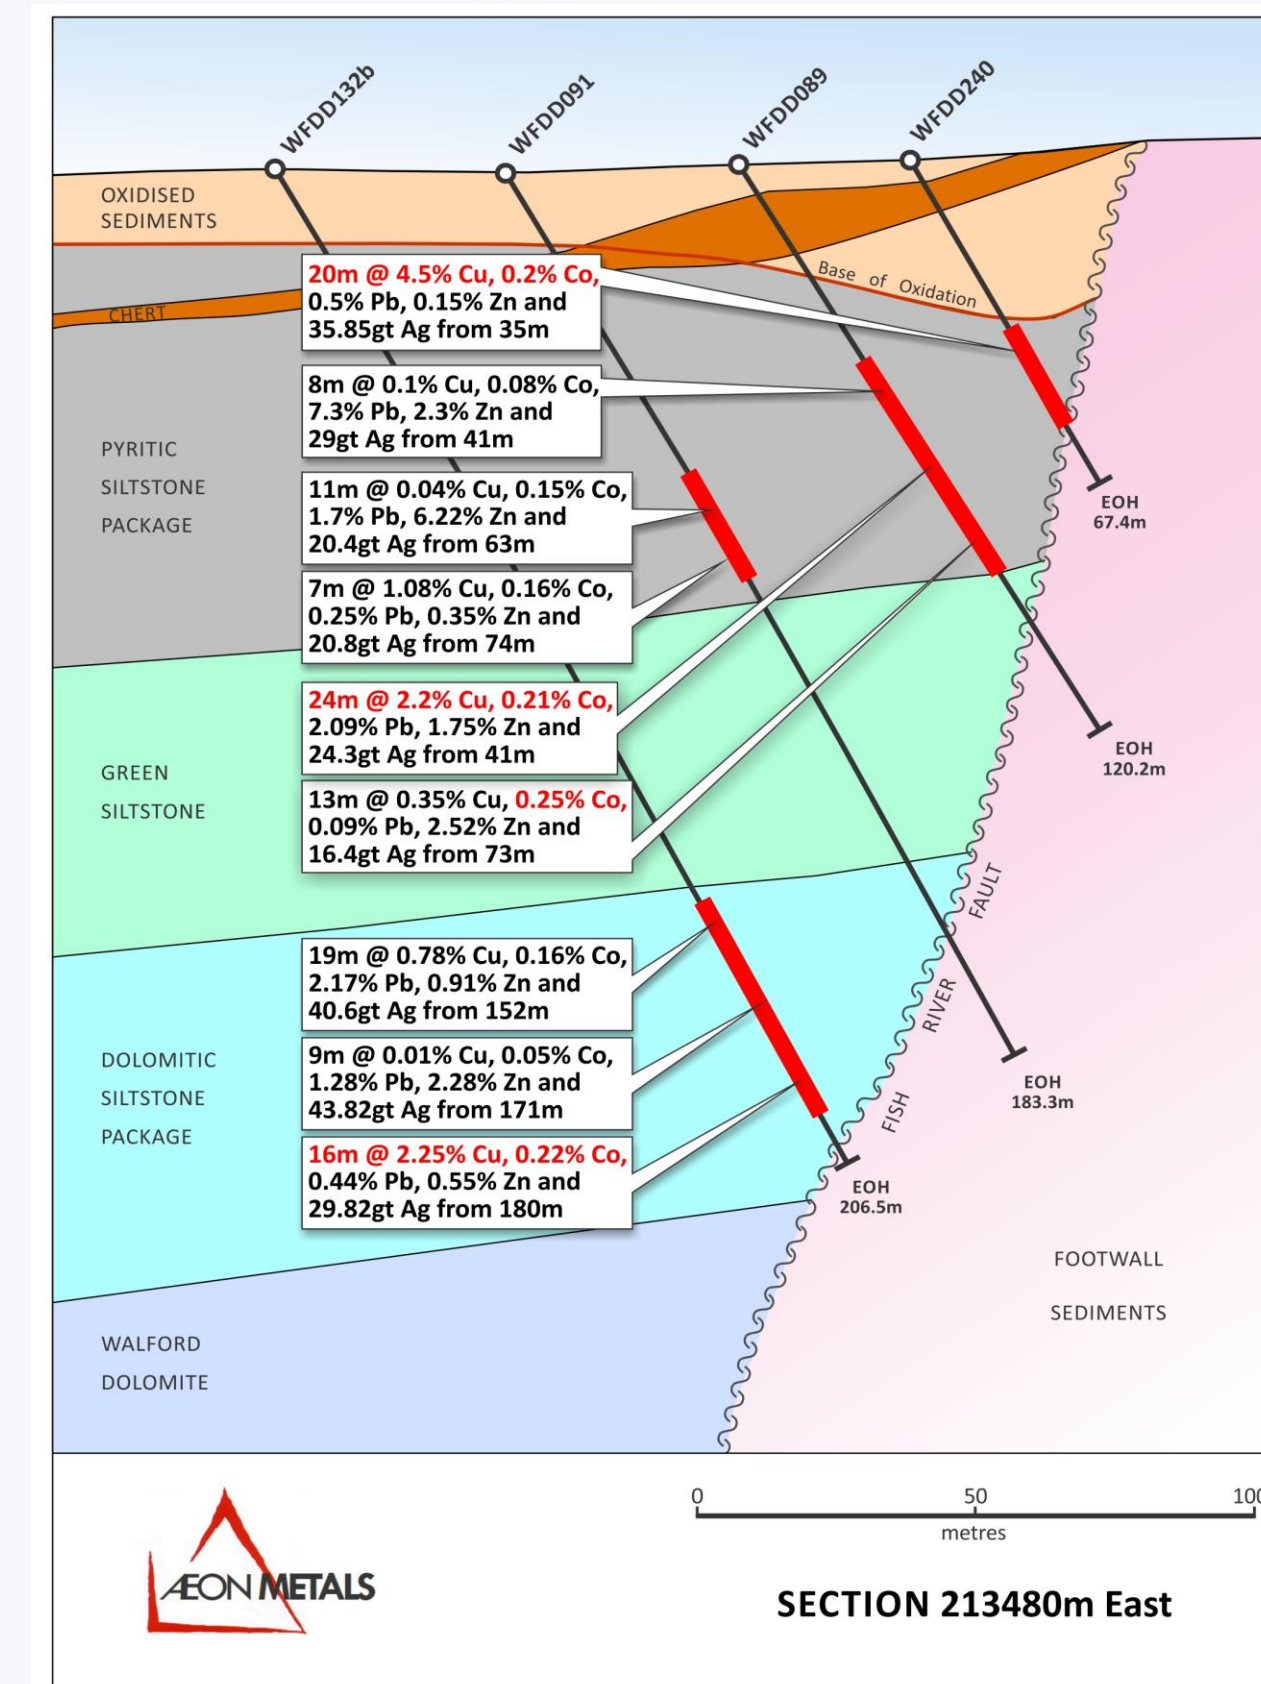 WFDD132b
WFDD091
WFDD089
WFDD240
OXIDISED
SEDIMENTS
Base of Oxidation
20m @ 4.5% Cu, 0.2% Co,
0.5% Pb, 0.15% Zn and
35.85gt Ag from 35m
CHERT
8m @ 0.1% Cu, 0.08% Co,
7.3% Pb, 2.3% Zn and
29gt Ag from 41m
PYRITIC
SILTSTONE
PACKAGE
11m @ 0.04% Cu, 0.15% Co,
1.7% Pb, 6.22% Zn and
20.4gt Ag from 63m
EOH
67.4m
7m @ 1.08% Cu, 0.16% Co,
0.25% Pb, 0.35% Zn and
20.8gt Ag from 74m
24m @ 2.2% Cu, 0.21% Co,
2.09% Pb, 1.75% Zn and
24.3gt Ag from 41m
EOH
120.2m
GREEN
SILTSTONE
13m @ 0.35% Cu, 0.25% Co,
0.09% Pb, 2.52% Zn and
16.4gt Ag from 73m
FISH RIVER FAULT
19m @ 0.78% Cu, 0.16% Co,
2.17% Pb, 0.91% Zn and
40.6gt Ag from 152m
DOLOMITIC
SILTSTONE
PACKAGE
9m @ 0.01% Cu, 0.05% Co,
1.28% Pb, 2.28% Zn and
43.82gt Ag from 171m
EOH
183.3m
16m @ 2.25% Cu, 0.22% Co,
0.44% Pb, 0.55% Zn and
29.82gt Ag from 180m
EOH
206.5m
FOOTWALL
SEDIMENTS
WALFORD
DOLOMITE
0 50 100
metres
ÆON METALS
SECTION 213480m East